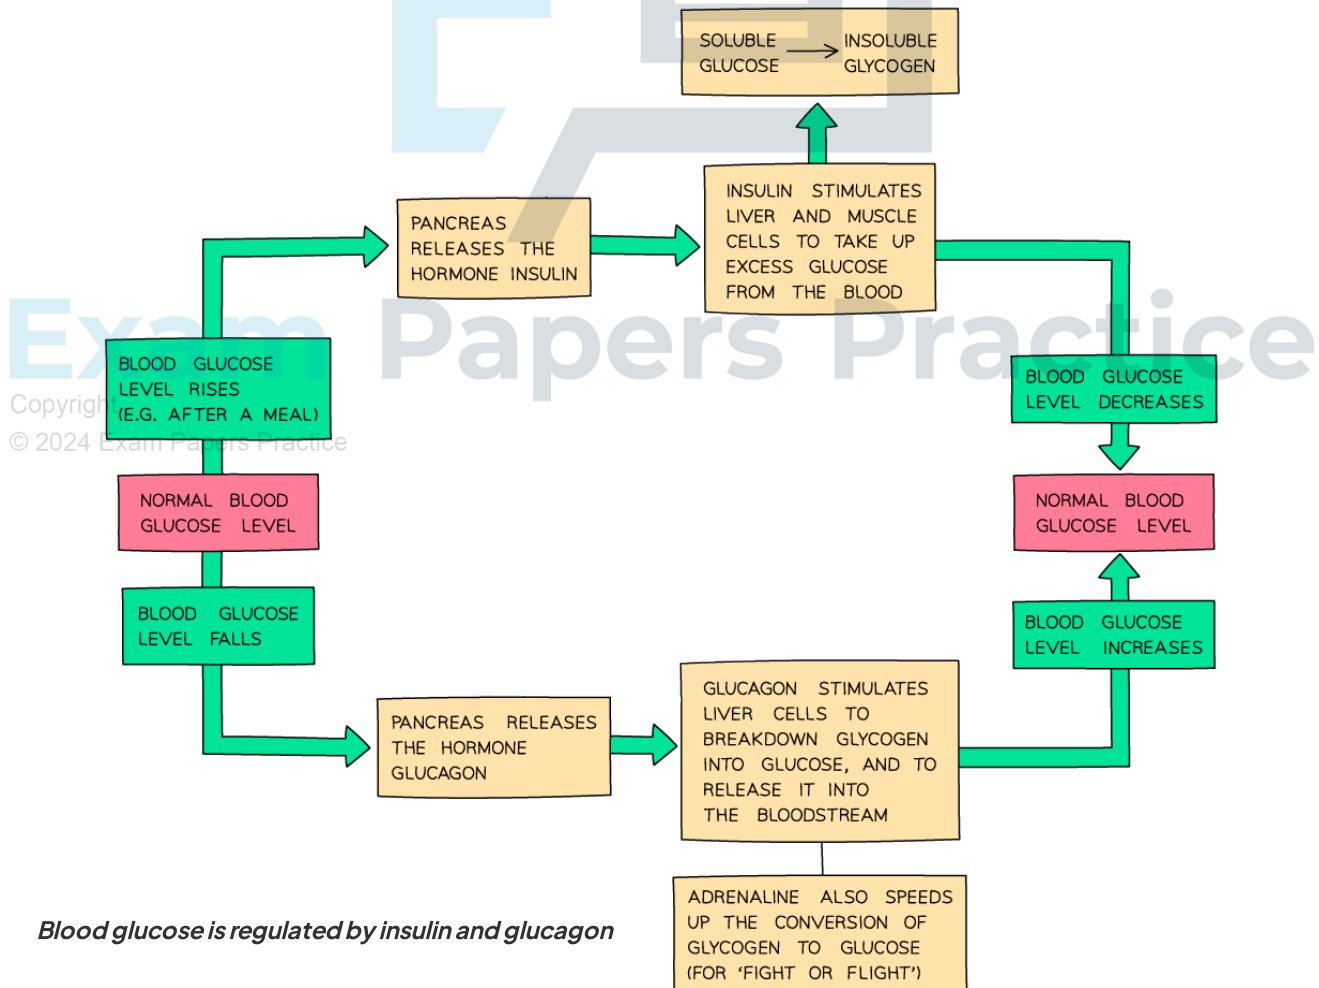 SOLUBLE GLUCOSE → INSOLUBLE GLYCOGEN
INSULIN STIMULATES
LIVER AND MUSCLE
CELLS TO TAKE UP
EXCESS GLUCOSE
FROM THE BLOOD
PANCREAS
RELEASES THE
HORMONE INSULIN
Exam Papers Practice
BLOOD GLUCOSE
LEVEL RISES
(E.G. AFTER A MEAL)
BLOOD GLUCOSE
LEVEL DECREASES
Copyright
© 2024 Exam Papers Practice
NORMAL BLOOD
GLUCOSE LEVEL
NORMAL BLOOD
GLUCOSE LEVEL
BLOOD GLUCOSE
LEVEL FALLS
BLOOD GLUCOSE
LEVEL INCREASES
PANCREAS RELEASES
THE HORMONE
GLUCAGON
GLUCAGON STIMULATES
LIVER CELLS TO
BREAKDOWN GLYCOGEN
INTO GLUCOSE, AND TO
RELEASE IT INTO
THE BLOODSTREAM
ADRENALINE ALSO SPEEDS
UP THE CONVERSION OF
GLYCOGEN TO GLUCOSE
(FOR ‘FIGHT OR FLIGHT’)
Blood glucose is regulated by insulin and glucagon